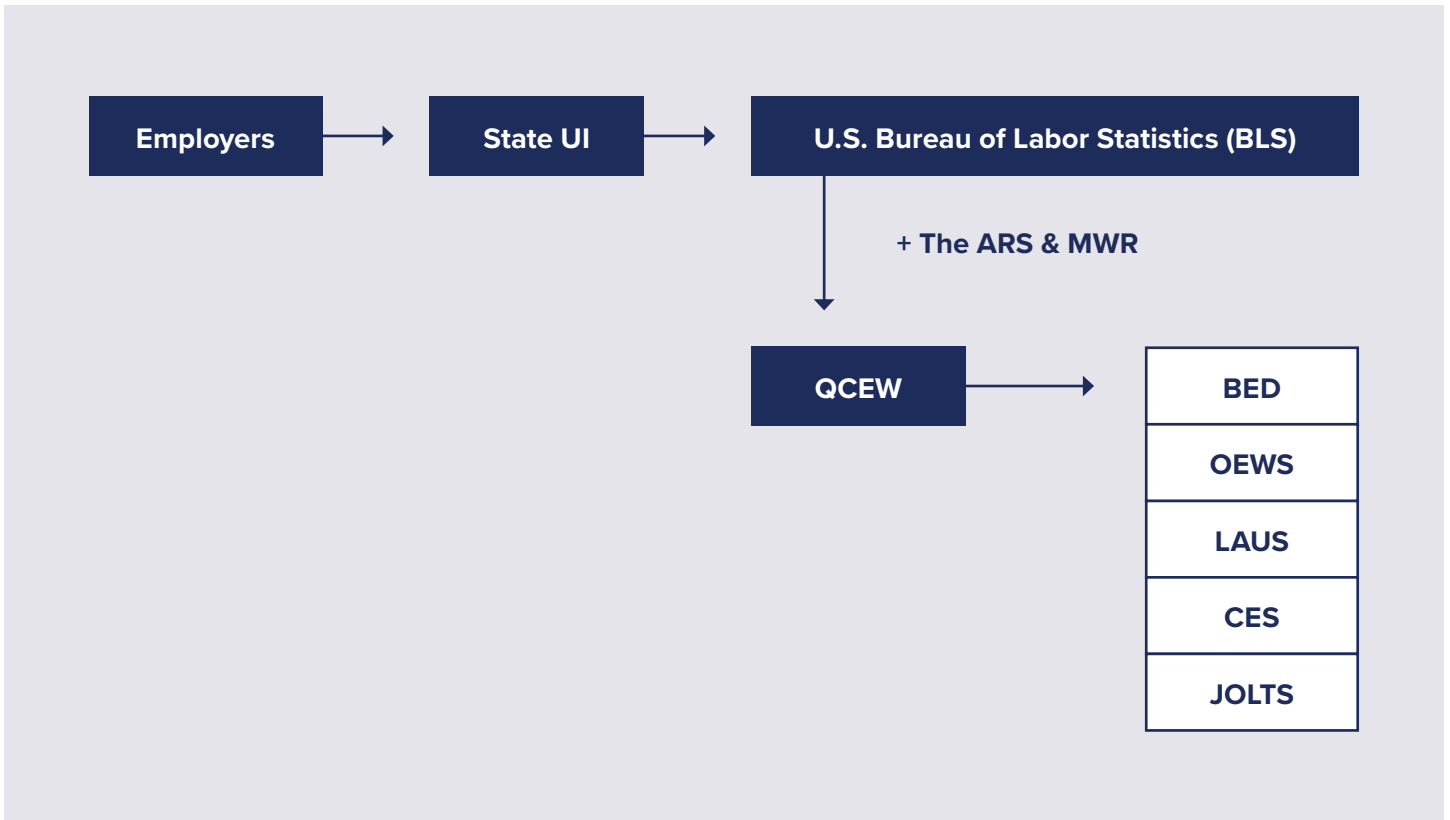 Employers
State UI
U.S. Bureau of Labor Statistics (BLS)
+ The ARS & MWR
QCEW
BED
OEWS
LAUS
CES
JOLTS